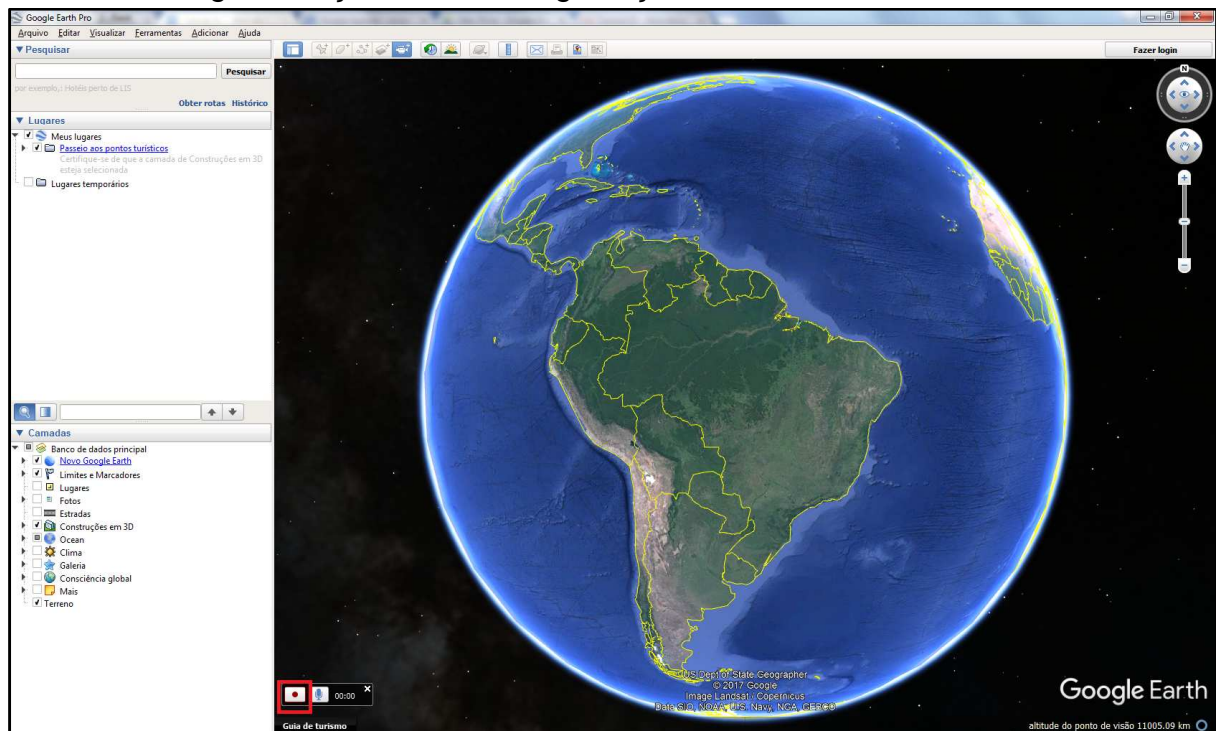 Google Earth Pro
Arquivo Editar Visualizar Ferramentas Adicionar Ajuda
▼ Pesquisar
Pesquisar
por exemplo,: Hotéis perto de LIS
Obter rotas Histórico
▼ Lugares
Meus lugares
Passeio aos pontos turísticos
Certifique-se de que a camada de Construções em 3D
esteja selecionada
Lugares temporários
▼ Camadas
Banco de dados principal
Novo Google Earth
Limites e Marcadores
Lugares
Fotos
Estradas
Construções em 3D
Ocean
Clima
Galeria
Consciência global
Mais
Terreno
Fazer login
N
00:00
Guia de turismo
US Dept of State Geographer
© 2017 Google
Image Landsat / Copernicus
Data SIO, NOAA, U.S. Navy, NGA, GEBCO
Google Earth
altitude do ponto de visão 11005.09 km